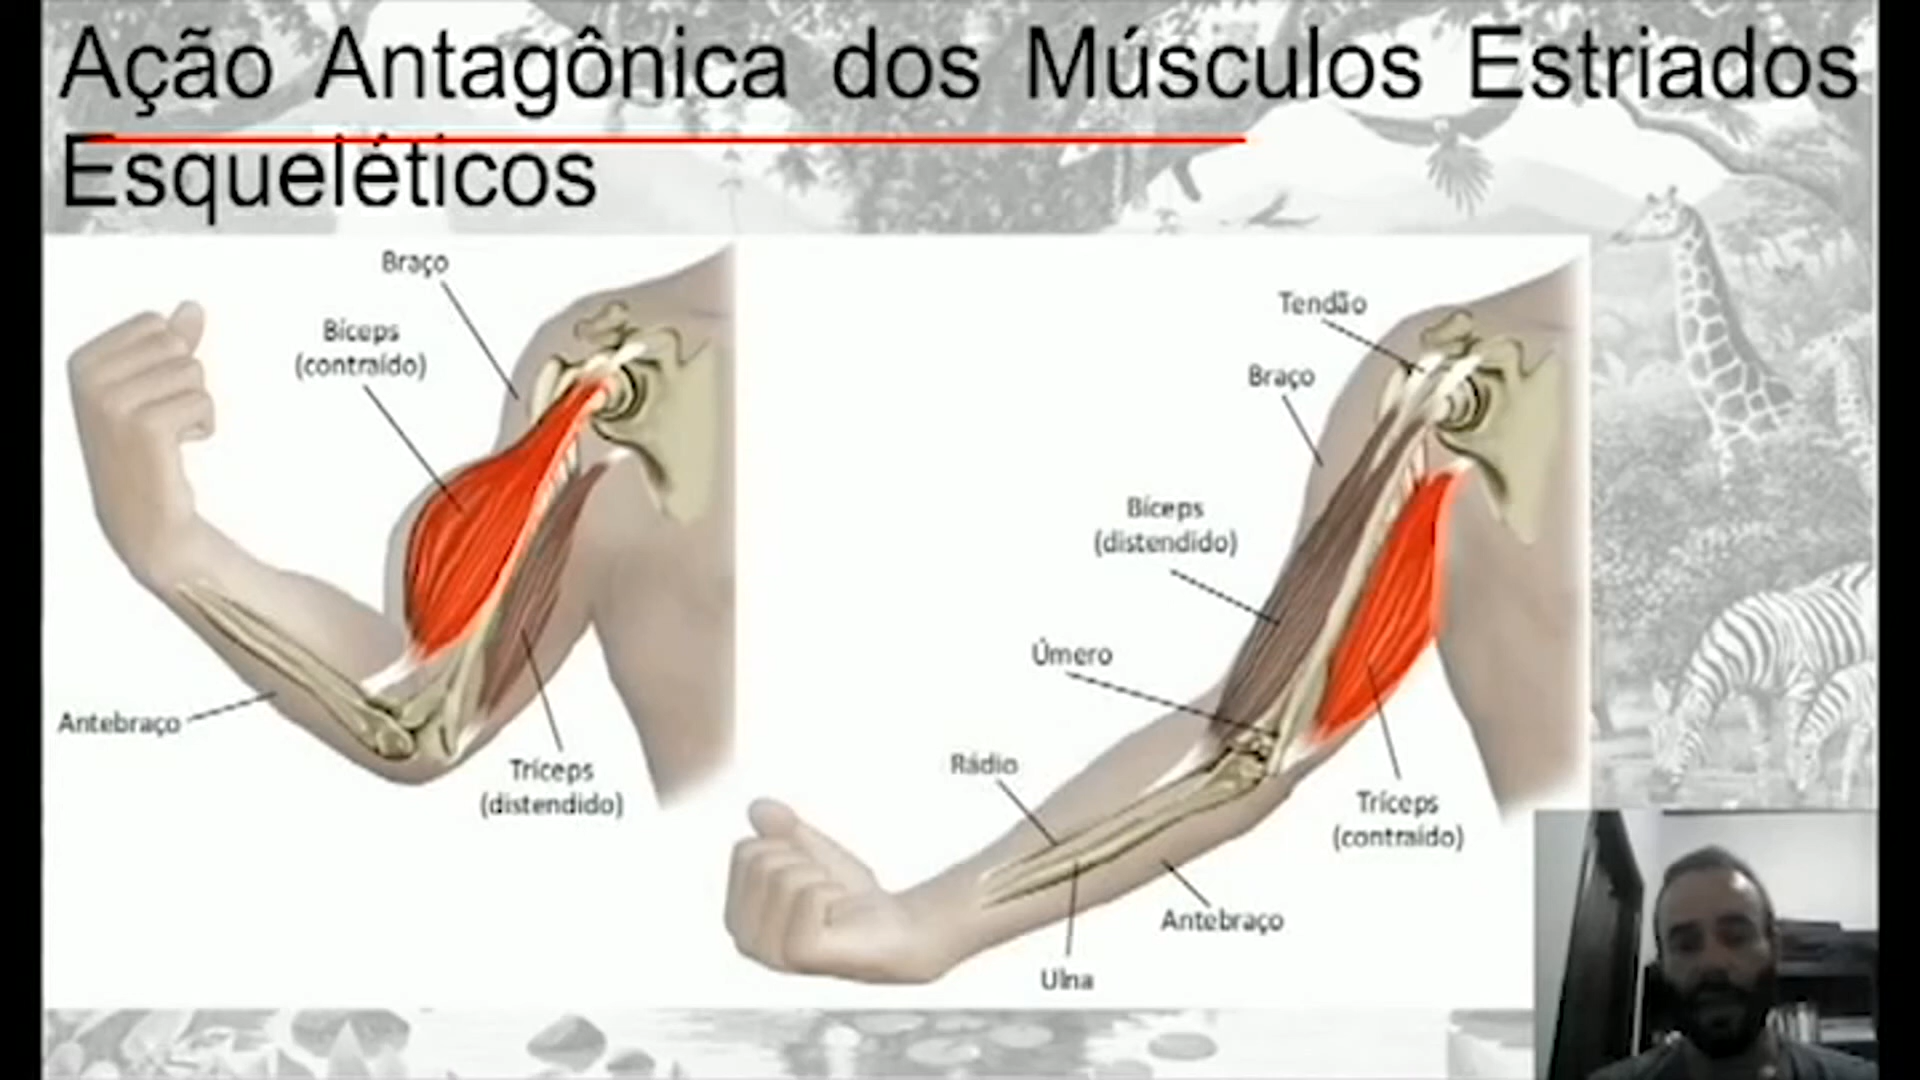 Ação Antagônica dos Músculos Estriados
Esqueléticos
Braço
Bíceps
(contraído)
Antebraço
Tríceps
(distendido)
Tendão
Braço
Bíceps
(distendido)
Úmero
Rádio
Tríceps
(contraído)
Antebraço
Ulna